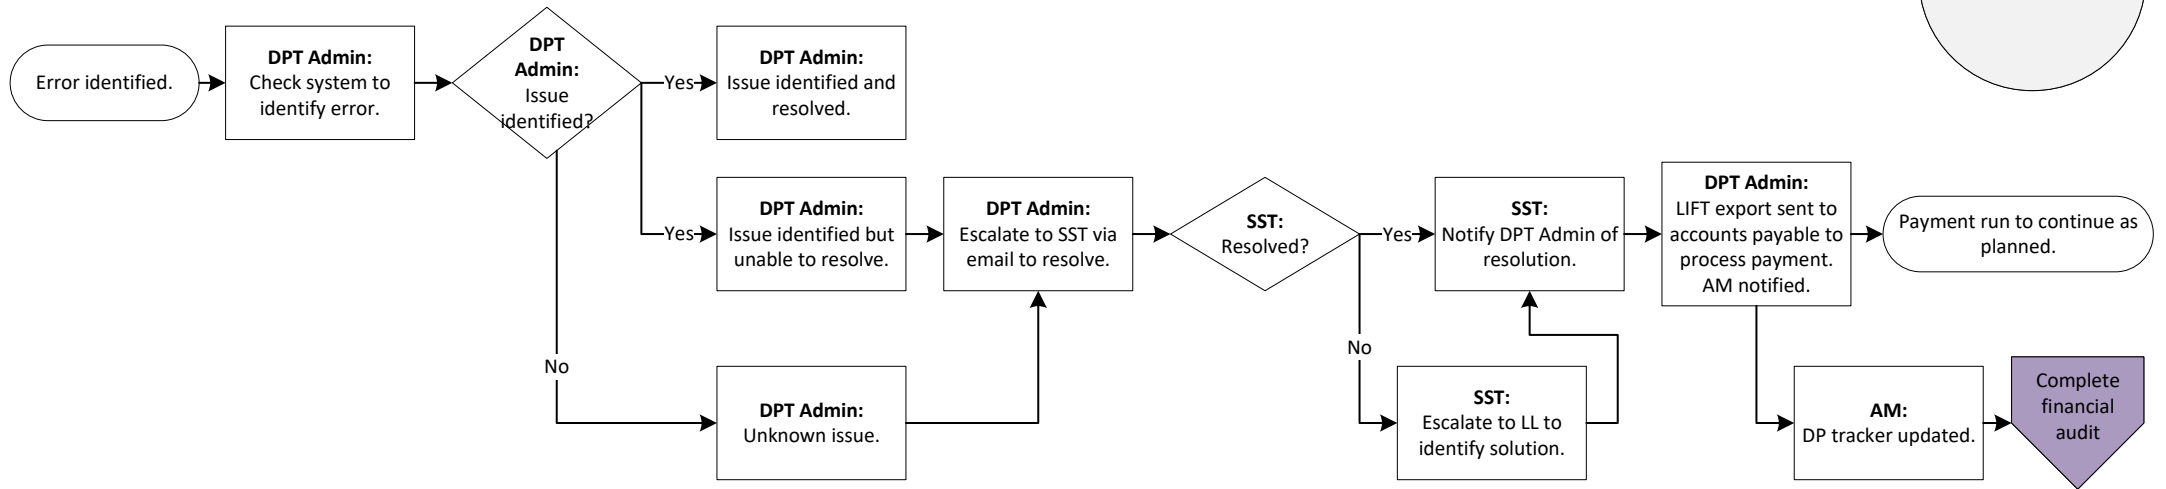 Error identified.
DPT Admin:
Check system to
identify error.
DPT
Admin:
Issue
identified?
Yes
DPT Admin:
Issue identified and
resolved.
Yes
DPT Admin:
Issue identified but
unable to resolve.
No
DPT Admin:
Unknown issue.
DPT Admin:
Escalate to SST via
email to resolve.
SST:
Resolved?
Yes
SST:
Notify DPT Admin of
resolution.
No
SST:
Escalate to LL to
identify solution.
DPT Admin:
LIFT export sent to
accounts payable to
process payment.
AM notified.
Payment run to continue as
planned.
AM:
DP tracker updated.
Complete
financial
audit